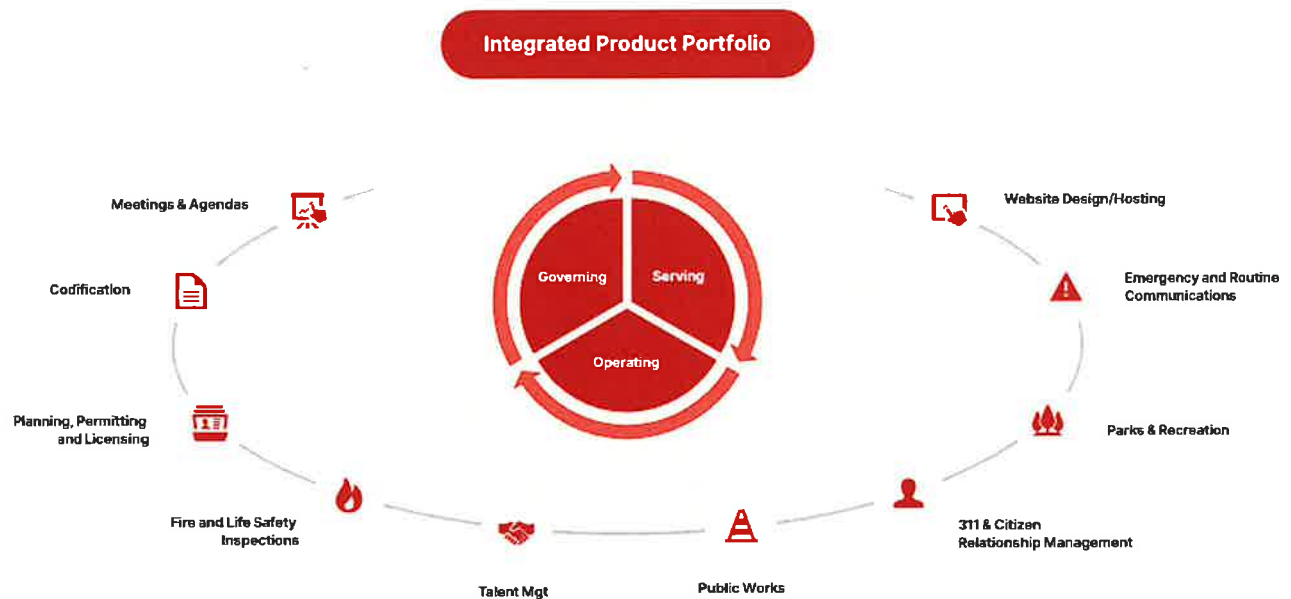 Integrated Product Portfolio
Meetings & Agendas
Website Design/Hosting
Governing
Serving
Operating
Codification
Emergency and Routine
Communications
Planning, Permitting
and Licensing
Parks & Recreation
Fire and Life Safety
Inspections
311 & Citizen
Relationship Management
Talent Mgt
Public Works